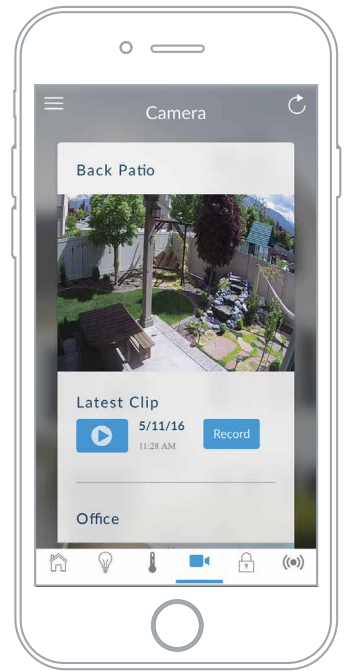 Camera
Back Patio
Latest Clip
5/11/16
11:28 AM
Record
Office